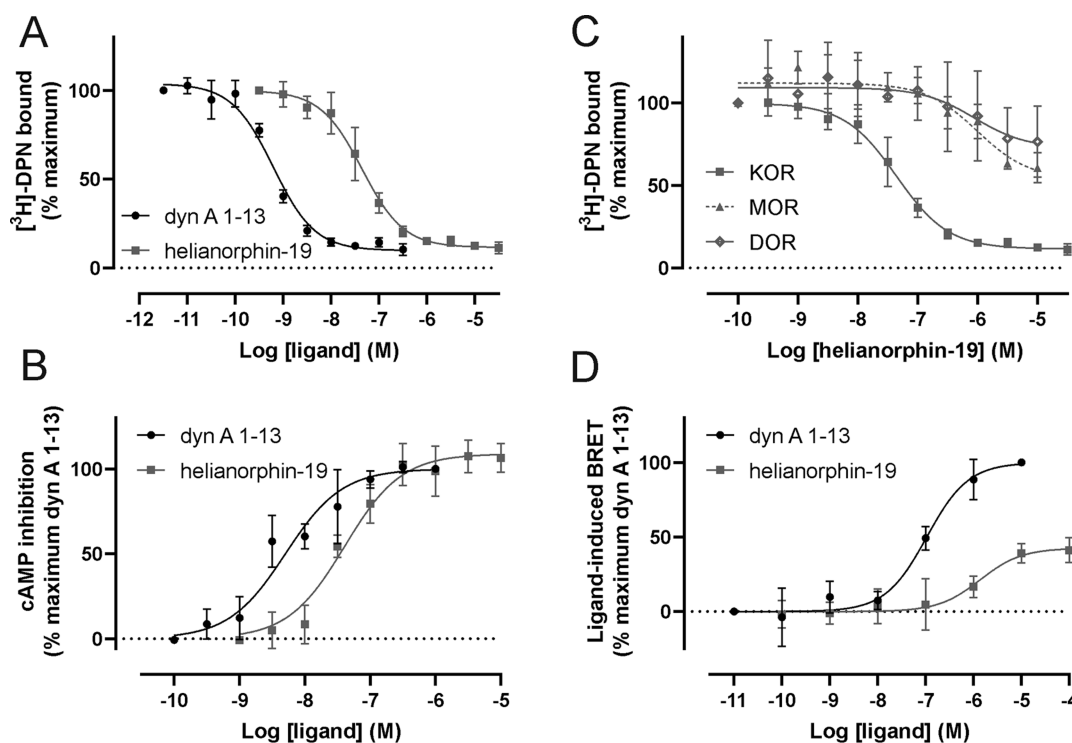 A
[³H]-DPN bound
(% maximum)
100
50
0
dyn A 1-13
helianorphin-19
-12 -11 -10 -9 -8 -7 -6 -5
Log [ligand] (M)
C
[³H]-DPN bound
(% maximum)
100
50
0
KOR
MOR
DOR
-10 -9 -8 -7 -6 -5
Log [helianorphin-19] (M)
B
cAMP inhibition
(% maximum dyn A 1-13)
100
50
0
dyn A 1-13
helianorphin-19
-10 -9 -8 -7 -6 -5
Log [ligand] (M)
D
Ligand-induced BRET
(% maximum dyn A 1-13)
100
50
0
dyn A 1-13
helianorphin-19
-11 -10 -9 -8 -7 -6 -5 -4
Log [ligand] (M)